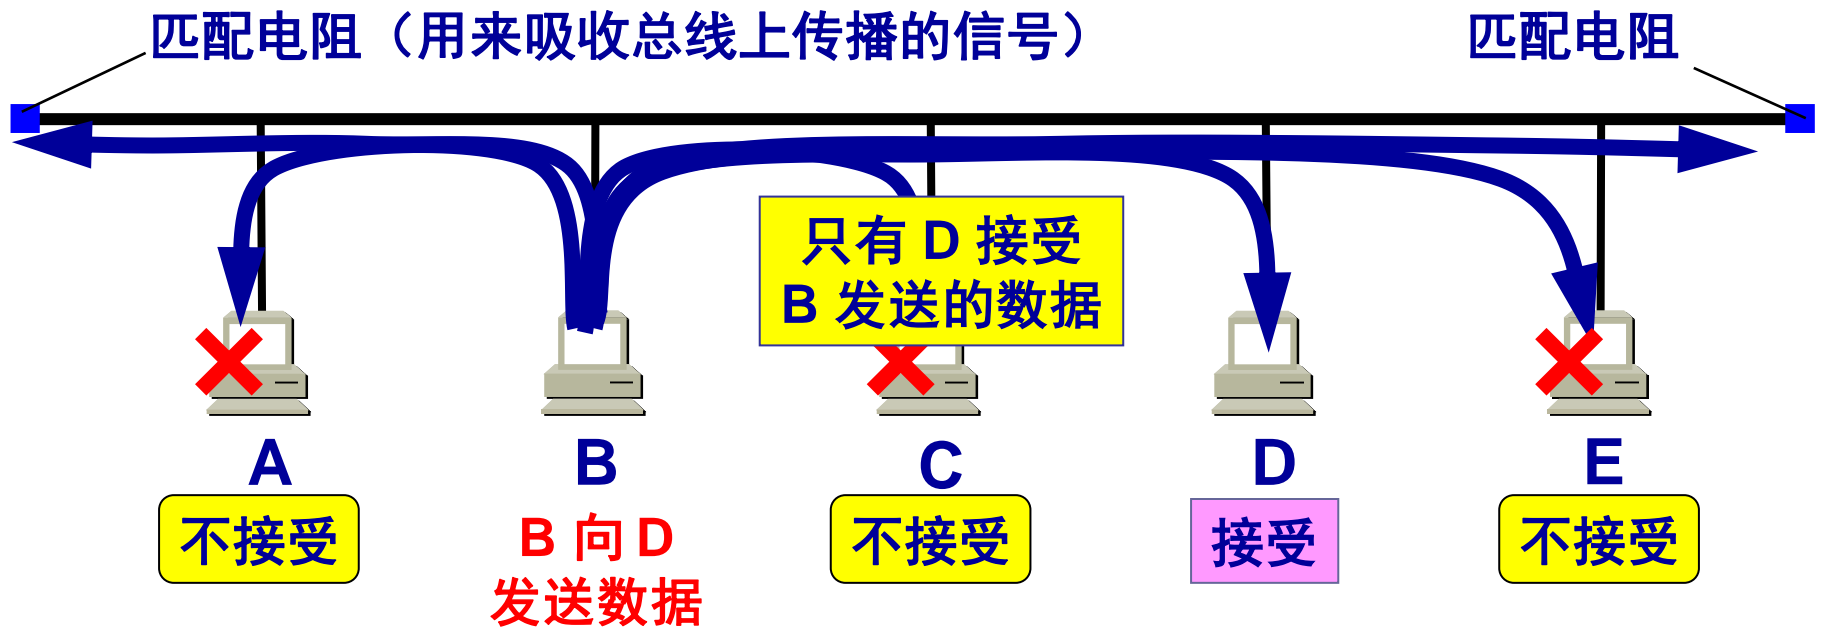 匹配电阻（用来吸收总线上传播的信号）
匹配电阻
只有 D 接受
B 发送的数据
A
B
C
D
E
不接受
B 向 D
发送数据
不接受
接受
不接受